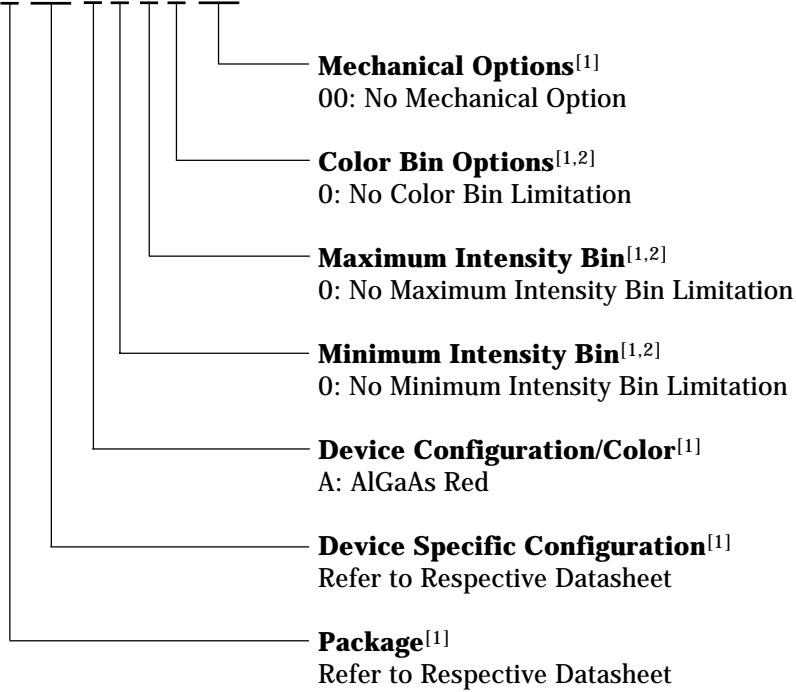 Mechanical Options[1]
00: No Mechanical Option
Color Bin Options[1,2]
0: No Color Bin Limitation
Maximum Intensity Bin[1,2]
0: No Maximum Intensity Bin Limitation
Minimum Intensity Bin[1,2]
0: No Minimum Intensity Bin Limitation
Device Configuration/Color[1]
A: AlGaAs Red
Device Specific Configuration[1]
Refer to Respective Datasheet
Package[1]
Refer to Respective Datasheet